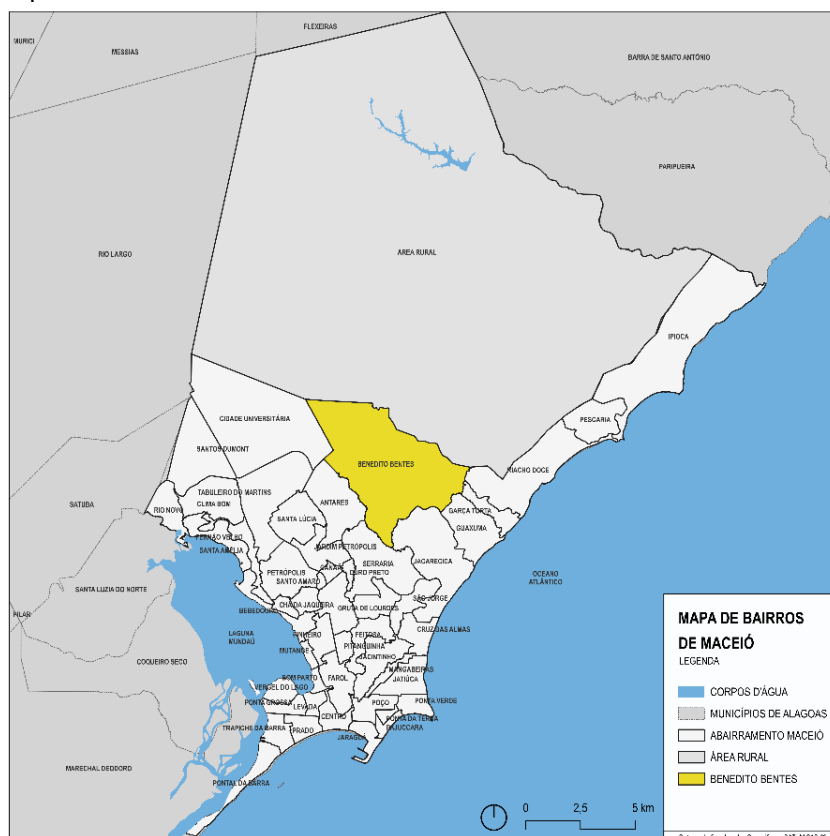 FLEXEIRAS
MURICI
MESSIAS
BARRA DE SANTO ANTÔNIO
PARIPUEIRA
RIO LARGO
ÁREA RURAL
IPIOCA
PESCARIA
CIDADE UNIVERSITÁRIA
SANTOS DUMONT
BENEDITO BENTES
RIACHO DOCE
TABULEIRO DO MARTINS
CLIMA BOM
ANTARES
SATUBA
RIO NOVO
GARÇA TORTA
SANTA LÚCIA
GUAXUMA
FERNÃO VELHO
SANTA AMÉLIA
JARDIM PETRÓPOLIS
SERRARIA
JACARECICA
CANAÃ
OURO PRETO
PETRÓPOLIS
SANTO AMARO
OCEANO
ATLÂNTICO
SANTA LUZIA DO NORTE
SÃO JORGE
CHÃ DA JAQUEIRA
GRUTA DE LOURDES
BEBEDOURO
PILAR
LAGUNA
MUNDAÚ
PINHEIRO
FEITOSA
CRUZ DAS ALMAS
MUTANGE
PITANGUINHA
JACINTINHO
COQUEIRO SECO
MANGABEIRAS
BOM PARTO
FAROL
JATIÚCA
VERGEL DO LAGO
PONTA GROSSA
LEVADA
POÇO
PONTA VERDE
CENTRO
PONTA DA TERRA
TRAPICHE DA BARRA
PRADO
PAJUÇARA
JARAGUÁ
MARECHAL DEODORO
PONTAL DA BARRA
0 2,5 5 km
MAPA DE BAIRROS
DE MACEIÓ
LEGENDA
CORPOS D'ÁGUA
MUNICÍPIOS DE ALAGOAS
ABAIRRAMENTO MACEIÓ
ÁREA RURAL
BENEDITO BENTES